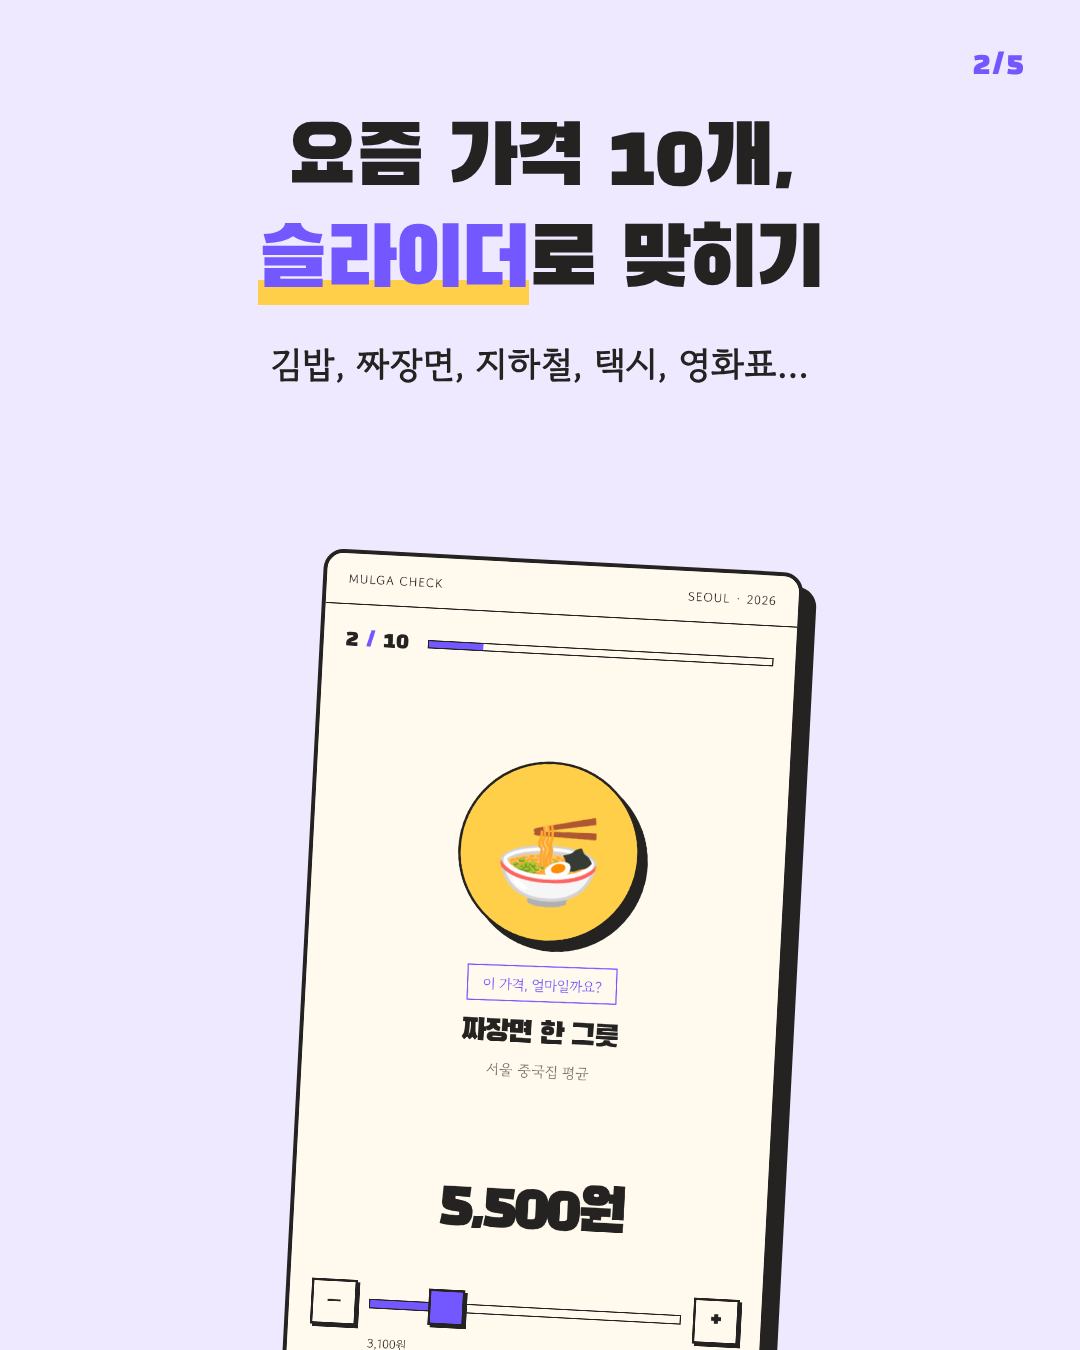 2/5
요즘 가격 10개,
슬라이더로 맞히기
김밥, 짜장면, 지하철, 택시, 영화표...
MULGA CHECK
SEOUL · 2026
2 / 10
이 가격, 얼마일까요?
짜장면 한 그릇
서울 중국집 평균
5,500원
−
+
3,100원